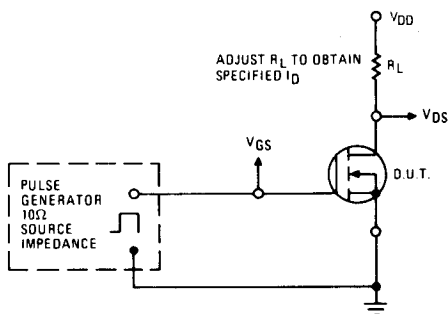 VDD
ADJUST RL TO OBTAIN
SPECIFIED ID
RL
VDS
VGS
D.U.T.
PULSE
GENERATOR
10Ω
SOURCE
IMPEDANCE